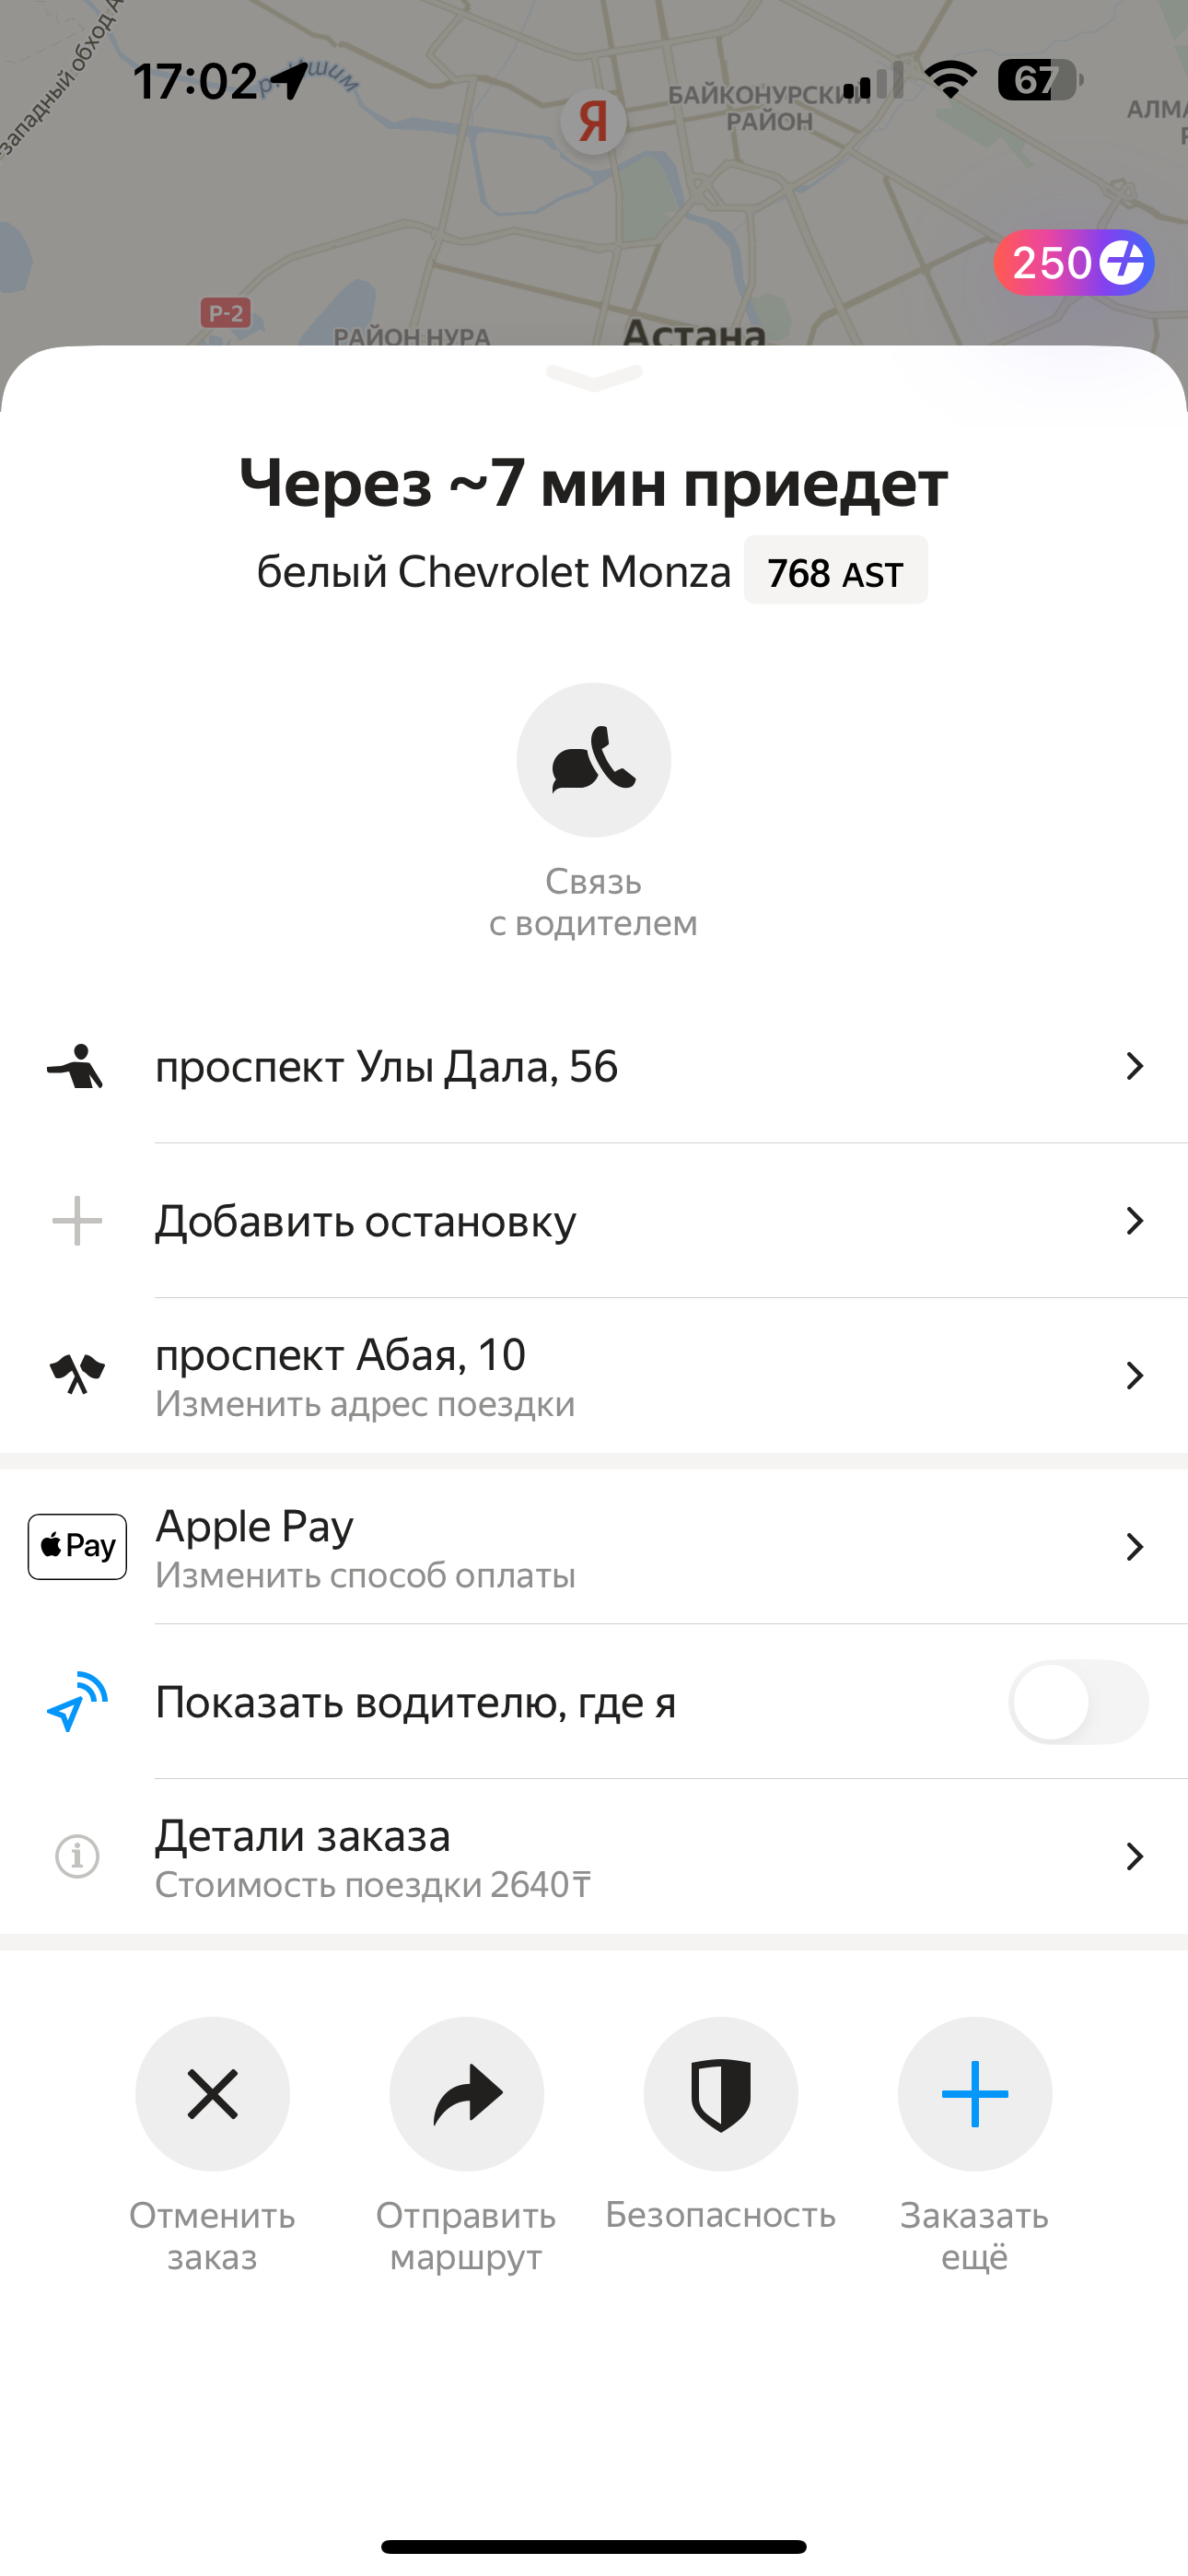 западный обход А
17:02
67
Я
БАЙКОНУРСКИЙ
РАЙОН
АЛМА
250
Р-2
РАЙОН НУРА
Астана
Через ~7 мин приедет
белый Chevrolet Monza 768 AST
Связь
с водителем
проспект Улы Дала, 56
Добавить остановку
проспект Абая, 10
Изменить адрес поездки
Pay
Apple Pay
Изменить способ оплаты
Показать водителю, где я
Детали заказа
Стоимость поездки 2640₸
Отменить
заказ
Отправить
маршрут
Безопасность
Заказать
ещё